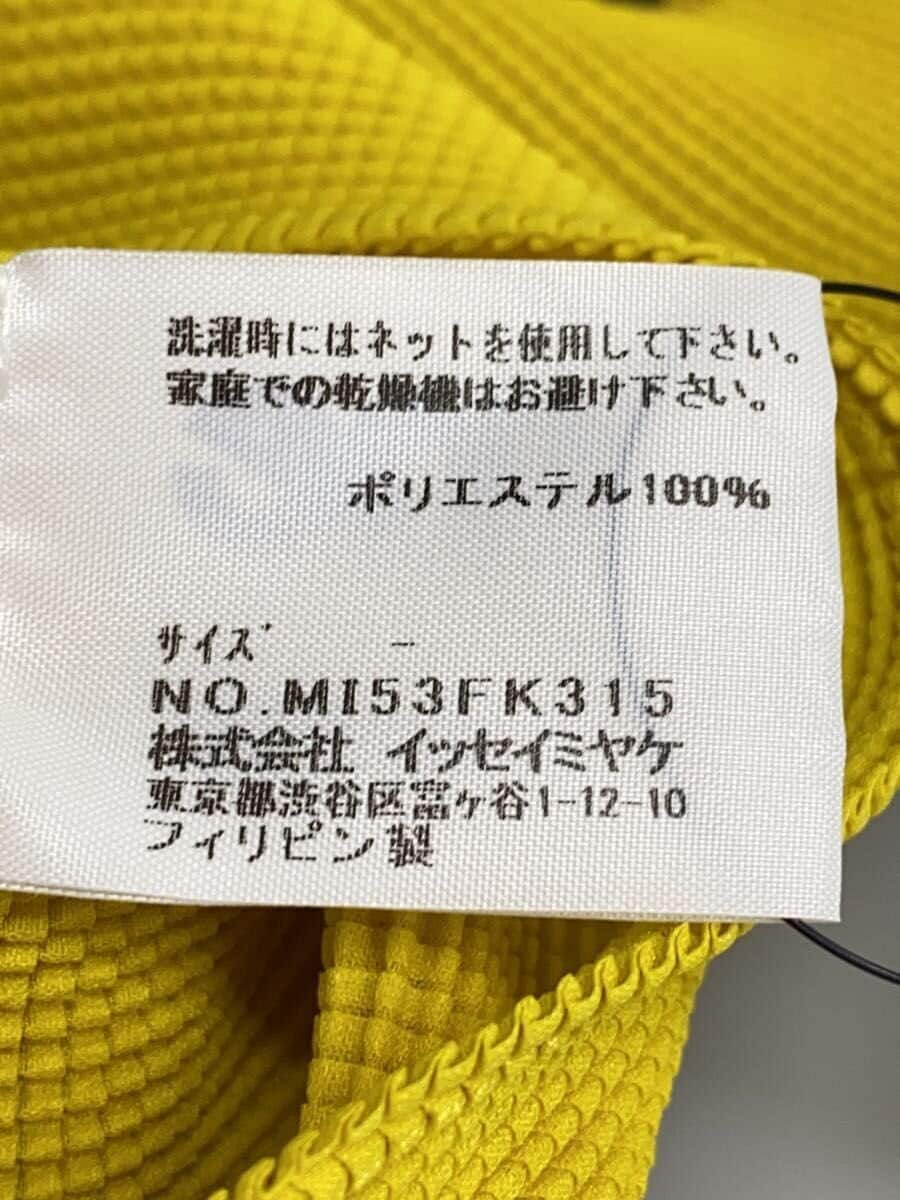 洗濯時にはネットを使用して下さい。
家庭での乾燥機はお避け下さい。
ポリエステル100%
サイズ -
NO.MI53FK315
株式会社 イッセイミヤケ
東京都渋谷区富ヶ谷1-12-10
フィリピン製